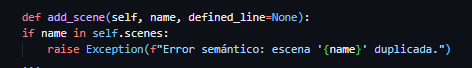 def add_scene(self, name, defined_line=None):
if name in self.scenes:
    raise Exception(f"Error semántico: escena '{name}' duplicada.")
...